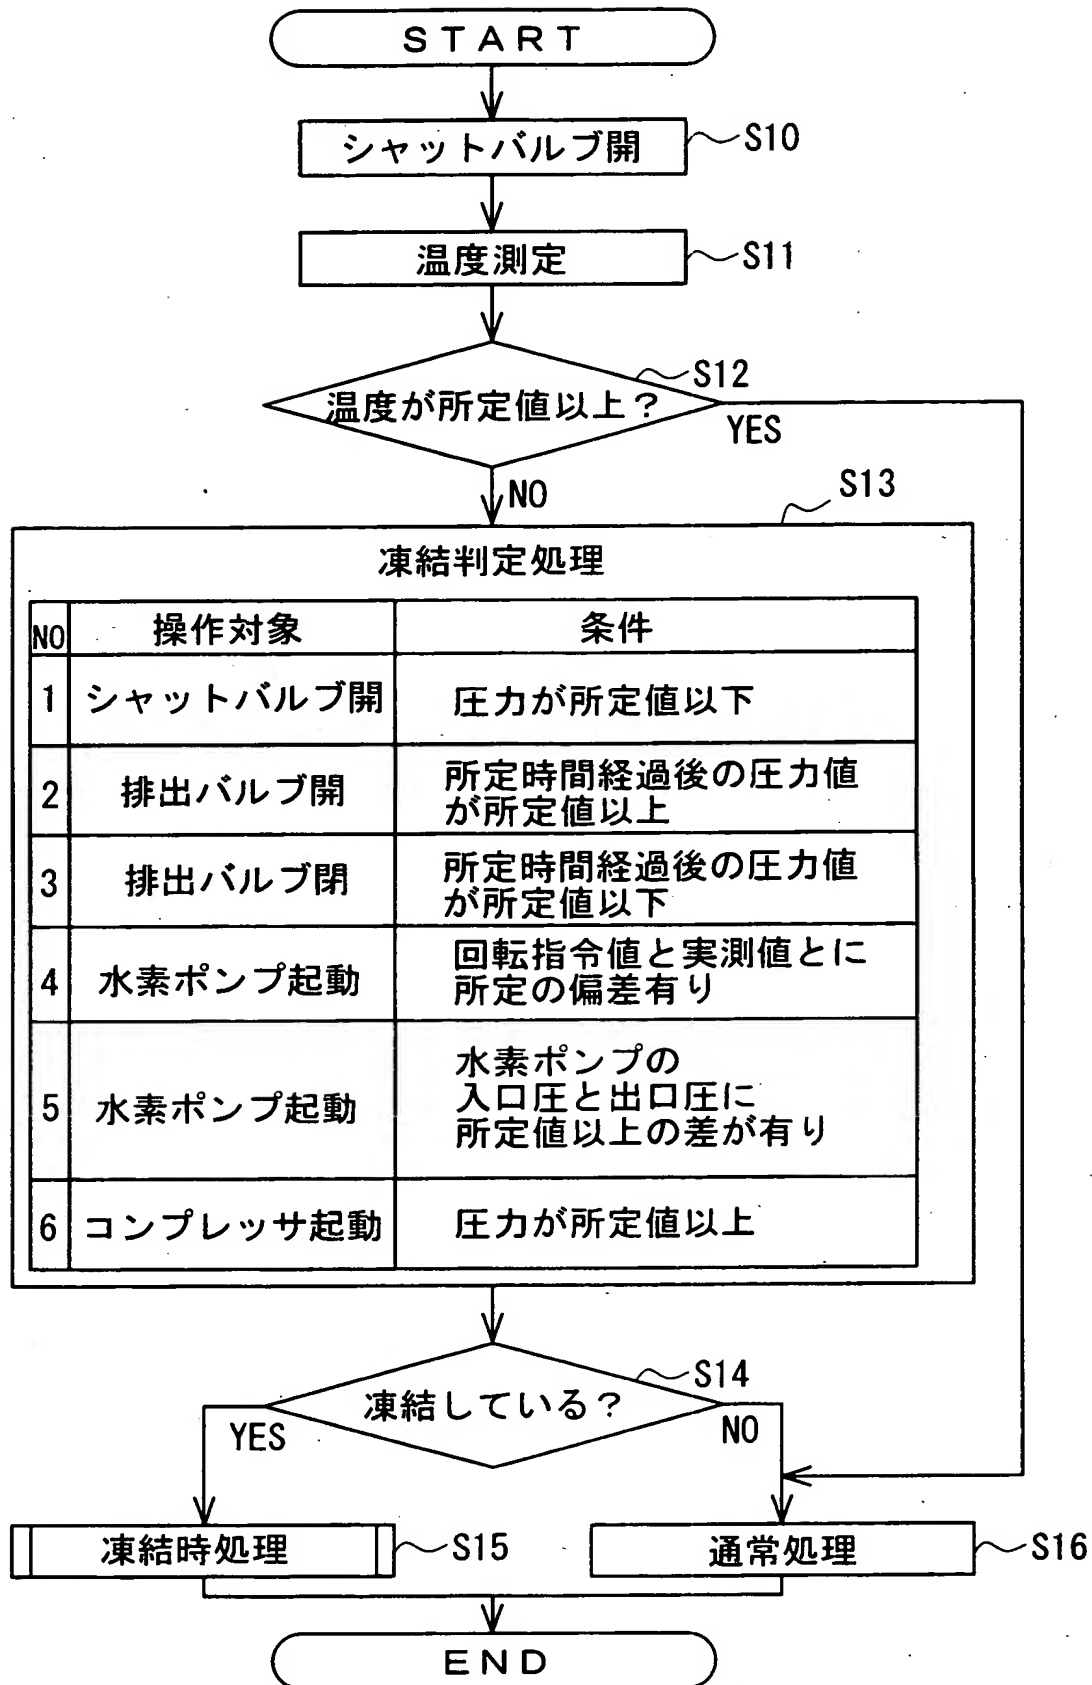 START
シャットバルブ開
S10
温度測定
S11
温度が所定値以上?
S12
YES
NO
S13
凍結判定処理
NO 操作対象 条件
1 シャットバルブ開 圧力が所定値以下
2 排出バルブ開 所定時間経過後の圧力値
が所定値以上
3 排出バルブ閉 所定時間経過後の圧力値
が所定値以下
4 水素ポンプ起動 回転指令値と実測値とに
所定の偏差有り
5 水素ポンプ起動 水素ポンプの
入口圧と出口圧に
所定値以上の差が有り
6 コンプレッサ起動 圧力が所定値以上
凍結している?
S14
YES
NO
凍結時処理
S15
通常処理
S16
END